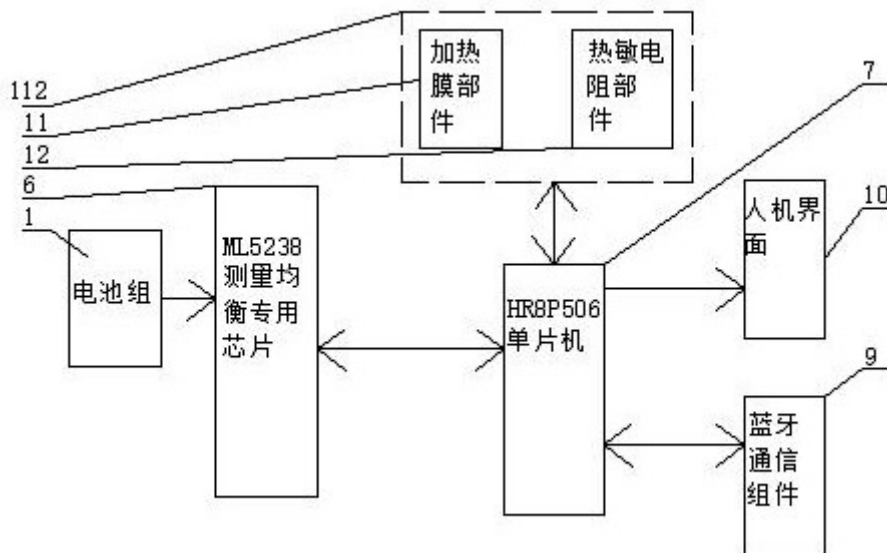 加热
膜部
件
热敏电
阻部
件
112
11
12
6
1
7
10
9
电池组
ML5238
测量均
衡专用
芯片
HR8P506
单片机
人机界
面
蓝牙
通信
组件